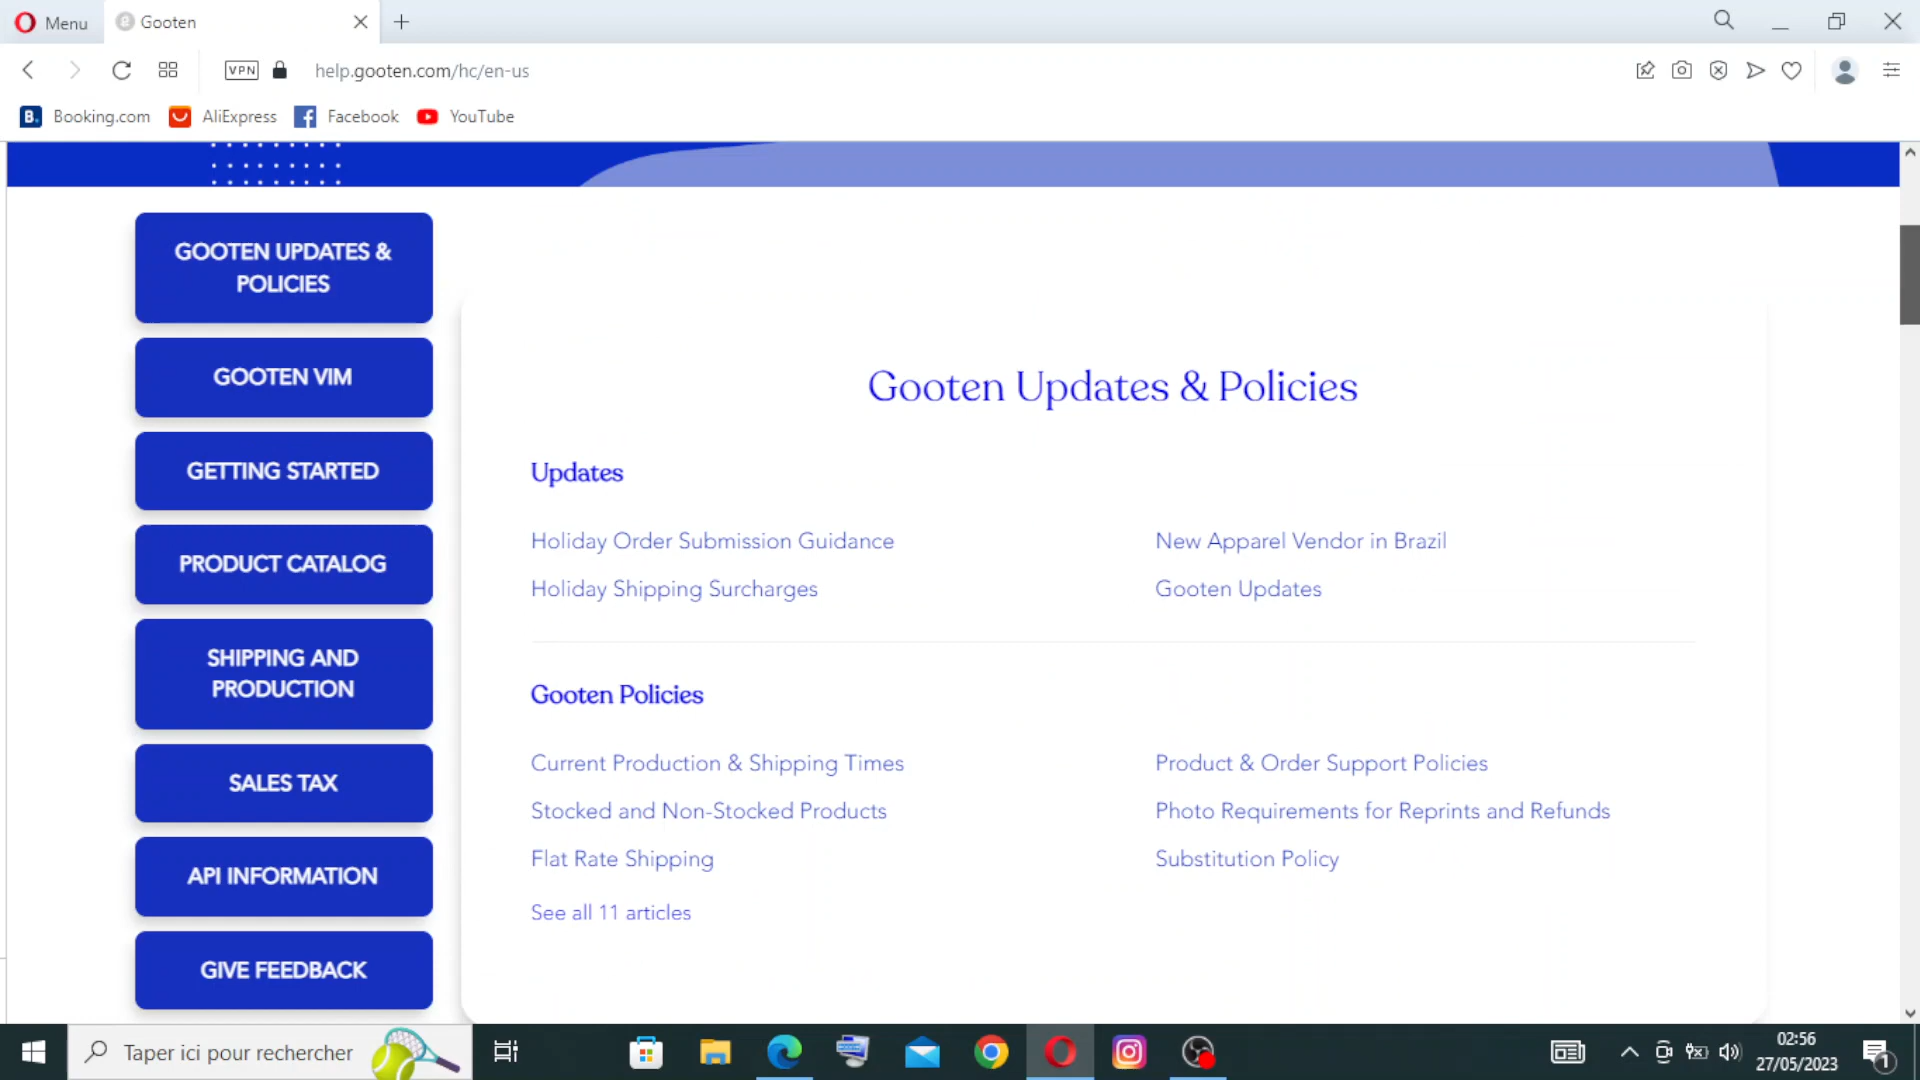 Menu
Gooten
VPN
help.gooten.com/hc/en-us
B. Booking.com
AliExpress
Facebook
YouTube
GOOTEN UPDATES &
POLICIES
GOOTEN VIM
GETTING STARTED
PRODUCT CATALOG
SHIPPING AND
PRODUCTION
SALES TAX
API INFORMATION
GIVE FEEDBACK
Gooten Updates & Policies
Updates
Holiday Order Submission Guidance
New Apparel Vendor in Brazil
Holiday Shipping Surcharges
Gooten Updates
Gooten Policies
Current Production & Shipping Times
Product & Order Support Policies
Stocked and Non-Stocked Products
Photo Requirements for Reprints and Refunds
Flat Rate Shipping
Substitution Policy
See all 11 articles
Taper ici pour rechercher
02:56
27/05/2023
1